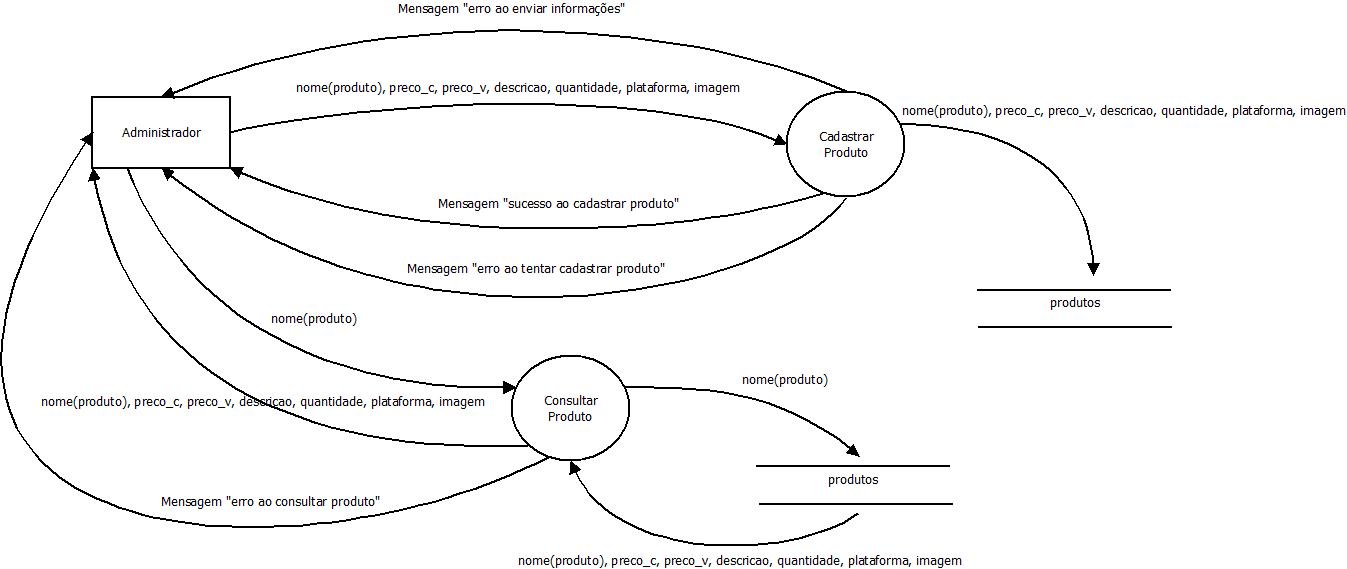 Mensagem "erro ao enviar informações"
nome(produto), preco_c, preco_v, descricao, quantidade, plataforma, imagem
nome(produto), preco_c, preco_v, descricao, quantidade, plataforma, imagem
Administrador
Cadastrar
Produto
Mensagem "sucesso ao cadastrar produto"
Mensagem "erro ao tentar cadastrar produto"
produtos
nome(produto)
nome(produto)
nome(produto), preco_c, preco_v, descricao, quantidade, plataforma, imagem
Consultar
Produto
produtos
Mensagem "erro ao consultar produto"
nome(produto), preco_c, preco_v, descricao, quantidade, plataforma, imagem